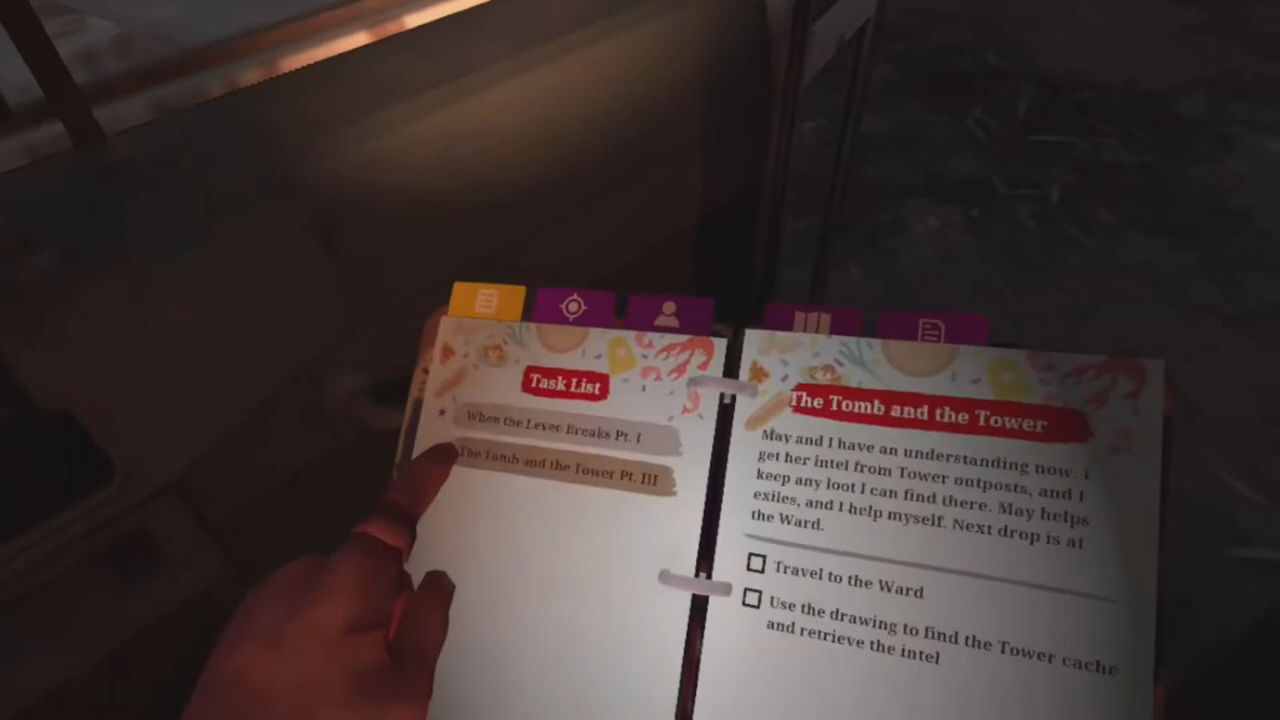 Task List
When the Levee Breaks Pt. I
The Tomb and the Tower Pt. III
The Tomb and the Tower
May and I have an understanding now. I
get her intel from Tower outposts, and I
keep any loot I can find there. May helps
exiles, and I help myself. Next drop is at
the Ward.
Travel to the Ward
Use the drawing to find the Tower cache
and retrieve the intel